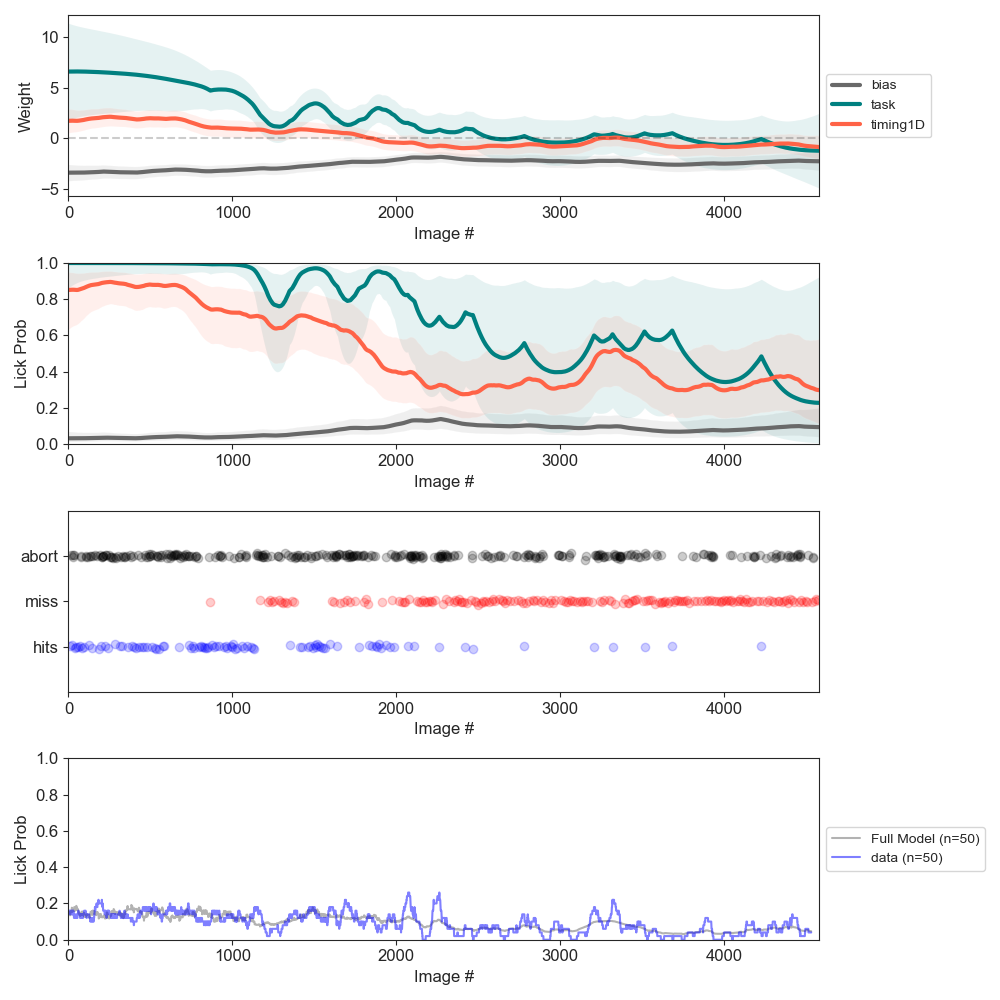 10
5
0
−5
Weight
0 1000 2000 3000 4000
Image #
bias
task
timing1D
1.0
0.8
0.6
0.4
0.2
0.0
Lick Prob
0 1000 2000 3000 4000
Image #
abort
miss
hits
0 1000 2000 3000 4000
Image #
1.0
0.8
0.6
0.4
0.2
0.0
Lick Prob
0 1000 2000 3000 4000
Image #
Full Model (n=50)
data (n=50)